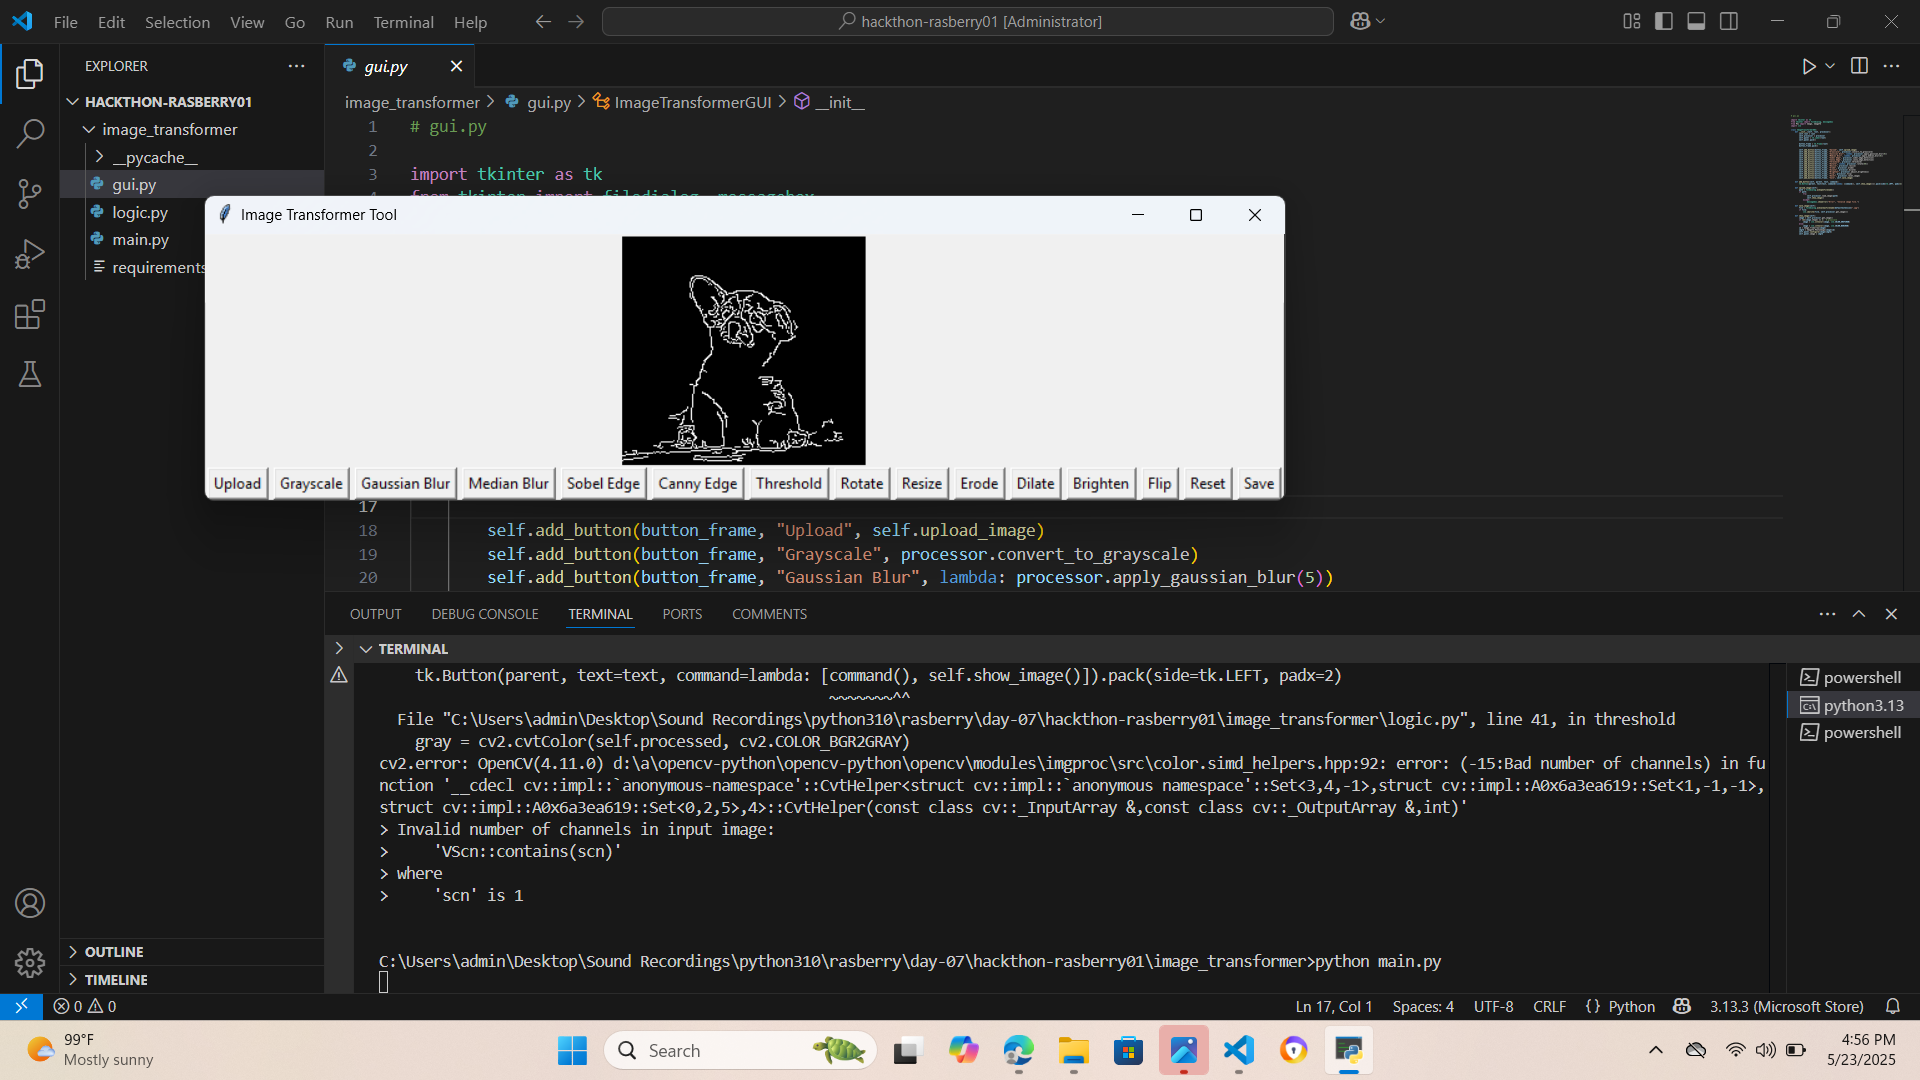 File Edit Selection View Go Run Terminal Help
hackthon-rasberry01 [Administrator]
EXPLORER
gui.py
HACKTHON-RASBERRY01
image_transformer
__pycache__
gui.py
logic.py
main.py
requirements
image_transformer > gui.py > ImageTransformerGUI > __init__
1 # gui.py
2
3 import tkinter as tk
Image Transformer Tool
Upload Grayscale Gaussian Blur Median Blur Sobel Edge Canny Edge Threshold Rotate Resize Erode Dilate Brighten Flip Reset Save
17
18 self.add_button(button_frame, "Upload", self.upload_image)
19 self.add_button(button_frame, "Grayscale", processor.convert_to_grayscale)
20 self.add_button(button_frame, "Gaussian Blur", lambda: processor.apply_gaussian_blur(5))
OUTPUT DEBUG CONSOLE TERMINAL PORTS COMMENTS
TERMINAL
tk.Button(parent, text=text, command=lambda: [command(), self.show_image()]).pack(side=tk.LEFT, padx=2)
~~~~~~~^^
File "C:\Users\admin\Desktop\Sound Recordings\python310\rasberry\day-07\hackthon-rasberry01\image_transformer\logic.py", line 41, in threshold
gray = cv2.cvtColor(self.processed, cv2.COLOR_BGR2GRAY)
cv2.error: OpenCV(4.11.0) d:\a\opencv-python\opencv-python\opencv\modules\imgproc\src\color.simd_helpers.hpp:92: error: (-15:Bad number of channels) in fu
nction '__cdecl cv::impl::`anonymous-namespace'::CvtHelper<struct cv::impl::`anonymous namespace'::Set<3,4,-1>,struct cv::impl::A0x6a3ea619::Set<1,-1,-1>,
struct cv::impl::A0x6a3ea619::Set<0,2,5>,4>::CvtHelper(const class cv::_InputArray &,const class cv::_OutputArray &,int)'
> Invalid number of channels in input image:
> 'VScn::contains(scn)'
> where
> 'scn' is 1
C:\Users\admin\Desktop\Sound Recordings\python310\rasberry\day-07\hackthon-rasberry01\image_transformer>python main.py
powershell
python3.13
powershell
OUTLINE
TIMELINE
0 0
Ln 17, Col 1 Spaces: 4 UTF-8 CRLF {} Python 3.13.3 (Microsoft Store)
99°F
Mostly sunny
Search
4:56 PM
5/23/2025